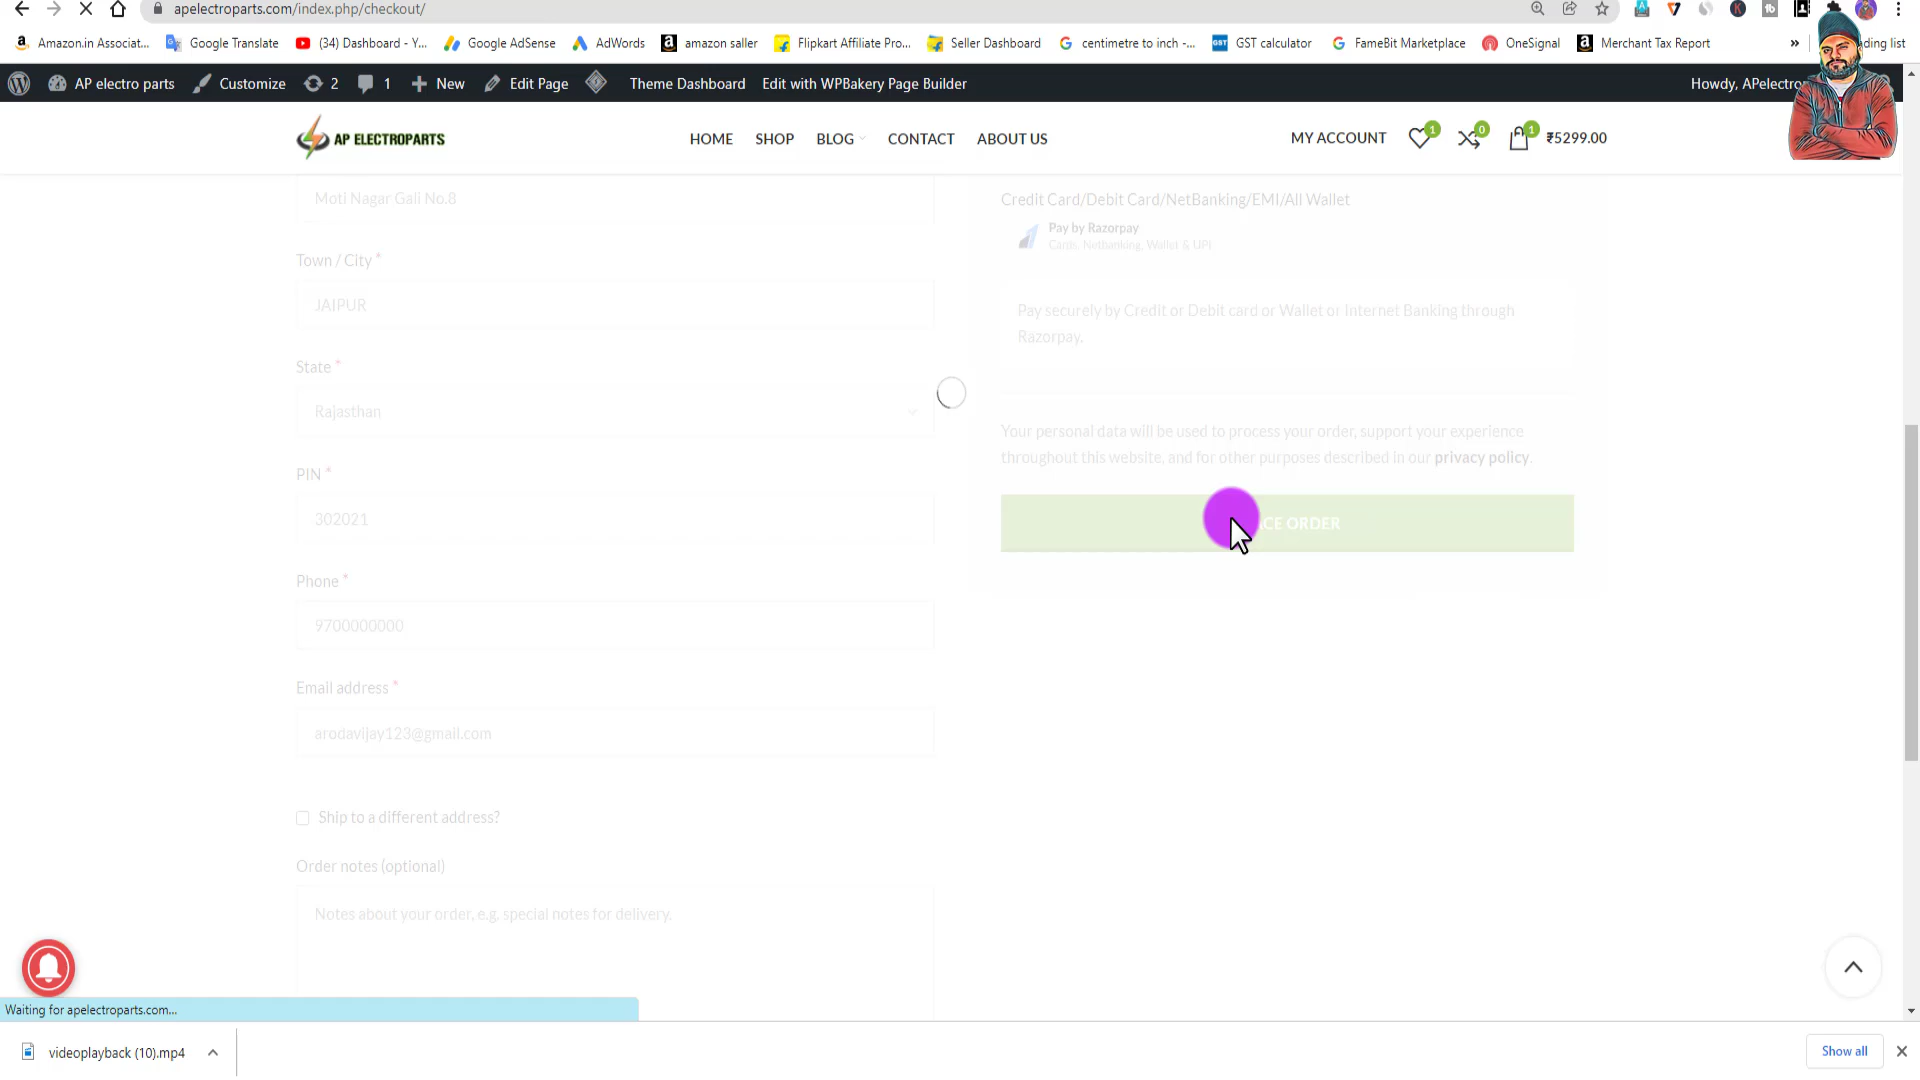 apelectroparts.com/index.php/checkout/
Amazon.in Associat... Google Translate (34) Dashboard - Y... Google AdSense AdWords amazon saller Flipkart Affiliate Pro... Seller Dashboard centimetre to inch -... GST calculator FameBit Marketplace OneSignal Merchant Tax Report » ding list
AP electro parts Customize 2 1 New Edit Page Theme Dashboard Edit with WPBakery Page Builder Howdy, APelectro
AP ELECTROPARTS HOME SHOP BLOG CONTACT ABOUT US MY ACCOUNT 1 0 1 ₹5299.00
Moti Nagar Gali No.8
Town / City *
JAIPUR
State *
Rajasthan
PIN *
302021
Phone *
9700000000
Email address *
arodavijay123@gmail.com
Ship to a different address?
Order notes (optional)
Notes about your order, e.g. special notes for delivery.
Credit Card/Debit Card/NetBanking/EMI/All Wallet
Pay by Razorpay
Cards, Netbanking, Wallet & UPI
Pay securely by Credit or Debit card or Wallet or Internet Banking through
Razorpay.
Your personal data will be used to process your order, support your experience
throughout this website, and for other purposes described in our privacy policy.
CE ORDER
Waiting for apelectroparts.com...
videoplayback (10).mp4 Show all